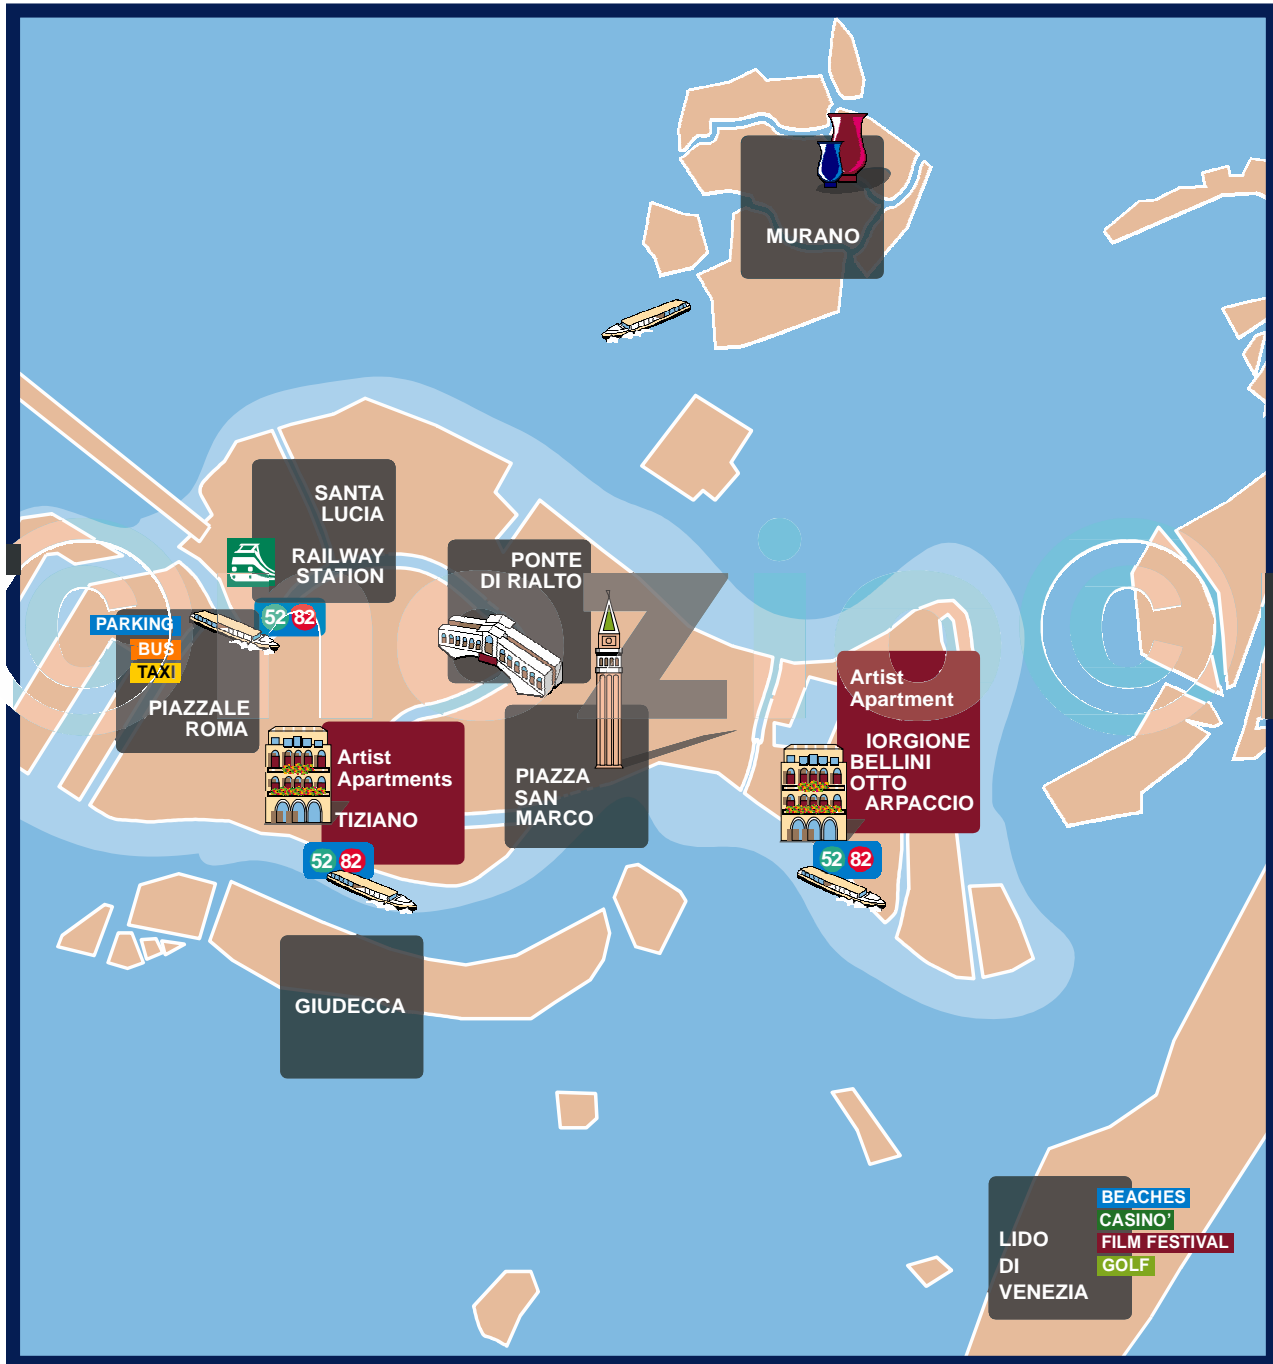 MURANO
SANTA
LUCIA
RAILWAY
STATION
52 82
PONTE
DI RIALTO
PARKING
BUS
TAXI
PIAZZALE
ROMA
Artist
Apartments
TIZIANO
52 82
PIAZZA
SAN
MARCO
Artist
Apartment
IORGIONE
BELLINI
OTTO
ARPACCIO
52 82
GIUDECCA
LIDO
DI
VENEZIA
BEACHES
CASINO’
FILM FESTIVAL
GOLF